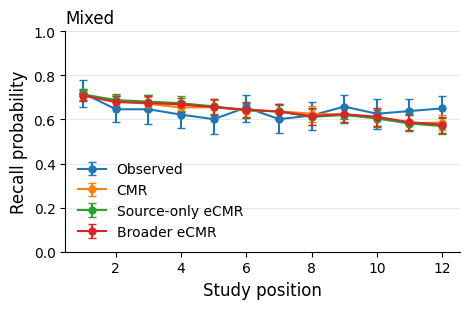 Mixed
Recall probability
1.0
0.8
0.6
0.4
0.2
0.0
Observed
CMR
Source-only eCMR
Broader eCMR
2 4 6 8 10 12
Study position